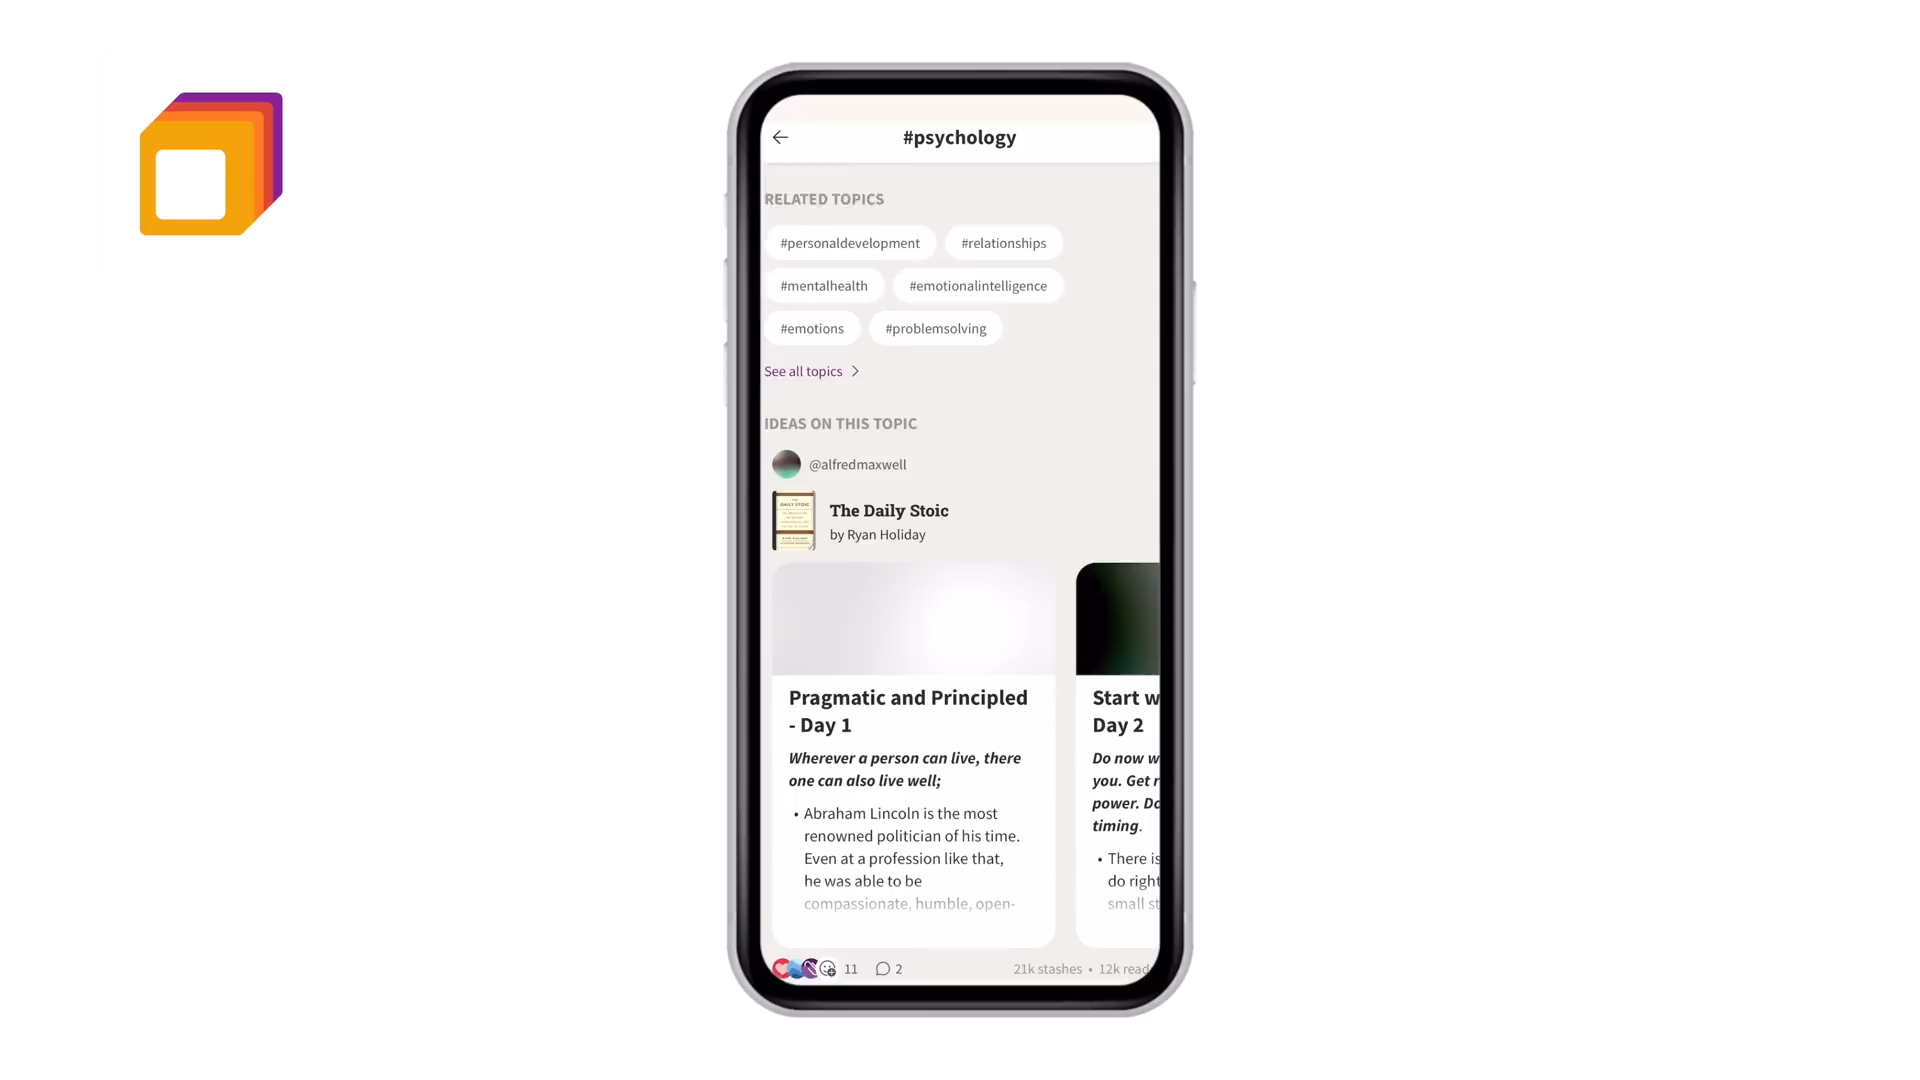 #psychology
RELATED TOPICS
#personaldevelopment #relationships
#mentalhealth #emotionalintelligence
#emotions #problemsolving
See all topics
IDEAS ON THIS TOPIC
@alfredmaxwell
DAILY STOIC
The Daily Stoic
by Ryan Holiday
Pragmatic and Principled
- Day 1
Wherever a person can live, there
one can also live well;
• Abraham Lincoln is the most
renowned politician of his time.
Even at a profession like that,
he was able to be
compassionate, humble, open-
Start w
Day 2
Do now w
you. Get r
power. Do
timing.
• There is
do right
small st
11 2 21k stashes • 12k read